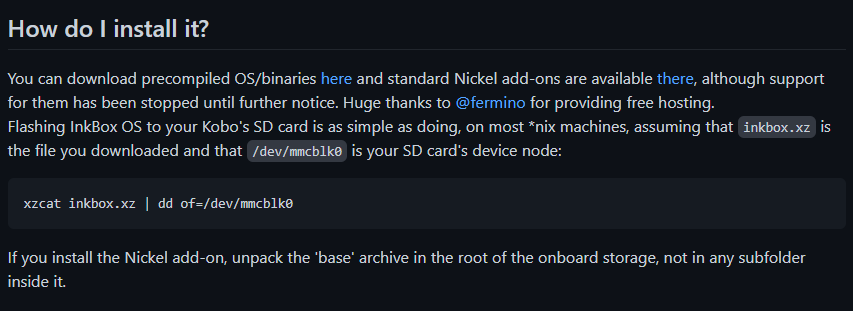 How do I install it?
You can download precompiled OS/binaries here and standard Nickel add-ons are available there, although support
for them has been stopped until further notice. Huge thanks to @fermino for providing free hosting.
Flashing InkBox OS to your Kobo's SD card is as simple as doing, on most *nix machines, assuming that inkbox.xz is
the file you downloaded and that /dev/mmcblk0 is your SD card's device node:
xzcat inkbox.xz | dd of=/dev/mmcblk0
If you install the Nickel add-on, unpack the 'base' archive in the root of the onboard storage, not in any subfolder
inside it.